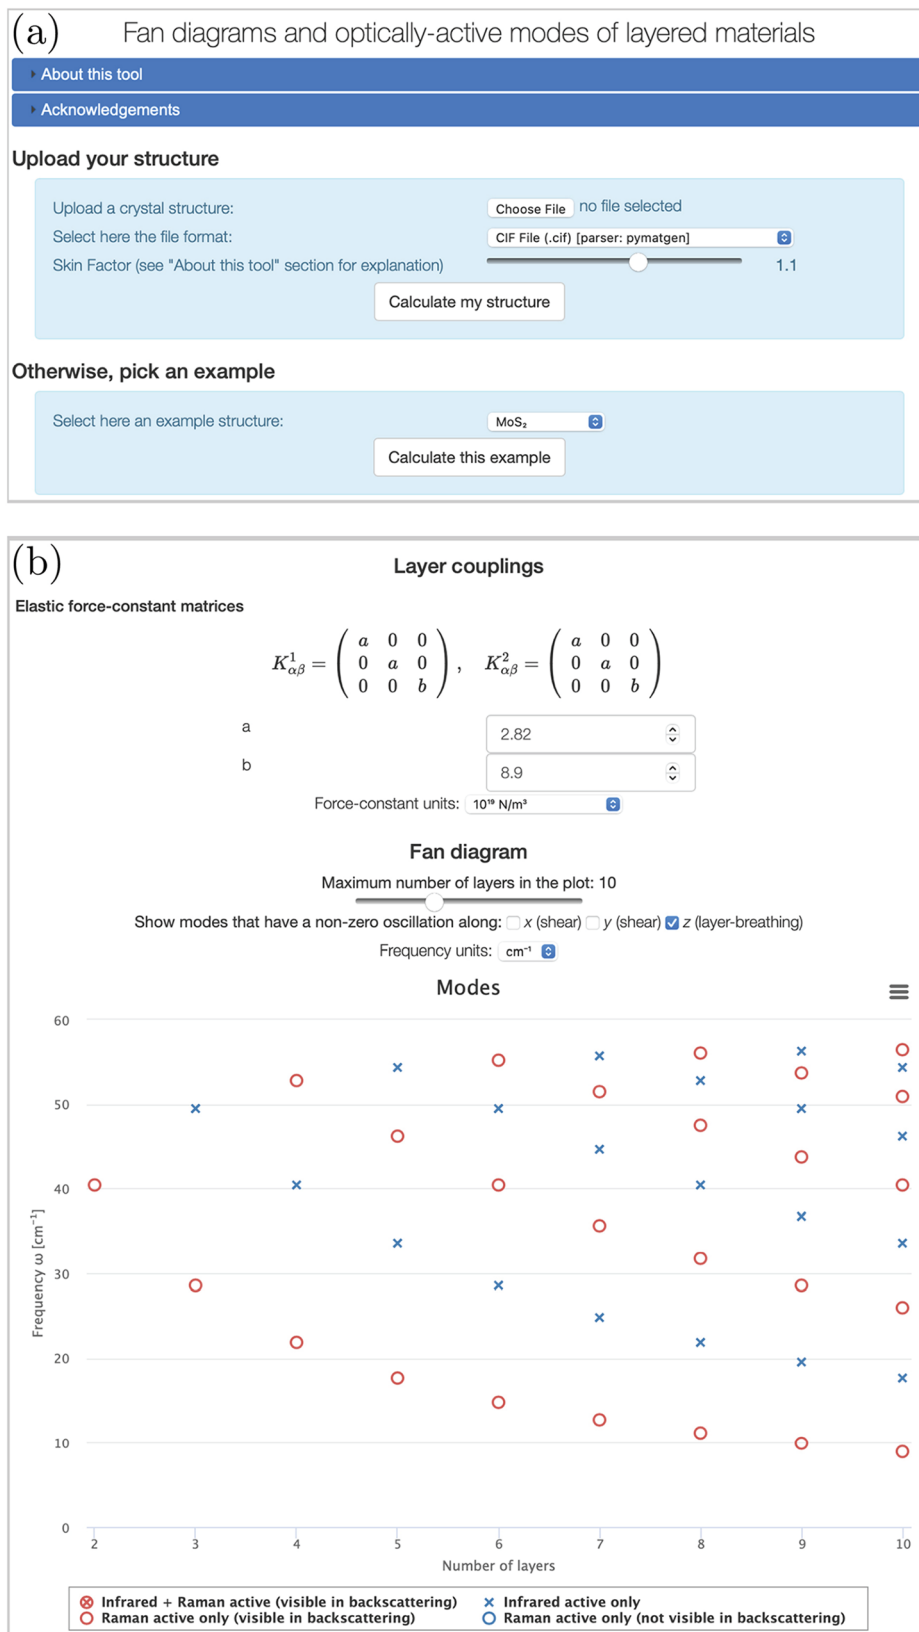 (a) Fan diagrams and optically-active modes of layered materials
About this tool
Acknowledgements
Upload your structure
Upload a crystal structure: Choose File no file selected
Select here the file format: CIF File (.cif) [parser: pymatgen]
Skin Factor (see "About this tool" section for explanation) 1.1
Calculate my structure
Otherwise, pick an example
Select here an example structure: MoS₂
Calculate this example
(b) Layer couplings
Elastic force-constant matrices
a 0 0 a 0 0
K¹αβ = 0 a 0 , K²αβ = 0 a 0
0 0 b 0 0 b
a 2.82
b 8.9
Force-constant units: 10¹⁹ N/m³
Fan diagram
Maximum number of layers in the plot: 10
Show modes that have a non-zero oscillation along: x (shear) y (shear) z (layer-breathing)
Frequency units: cm⁻¹
Modes
60
50
40
30
20
10
0
Frequency ω [cm⁻¹]
2 3 4 5 6 7 8 9 10
Number of layers
Infrared + Raman active (visible in backscattering) Infrared active only
Raman active only (visible in backscattering) Raman active only (not visible in backscattering)